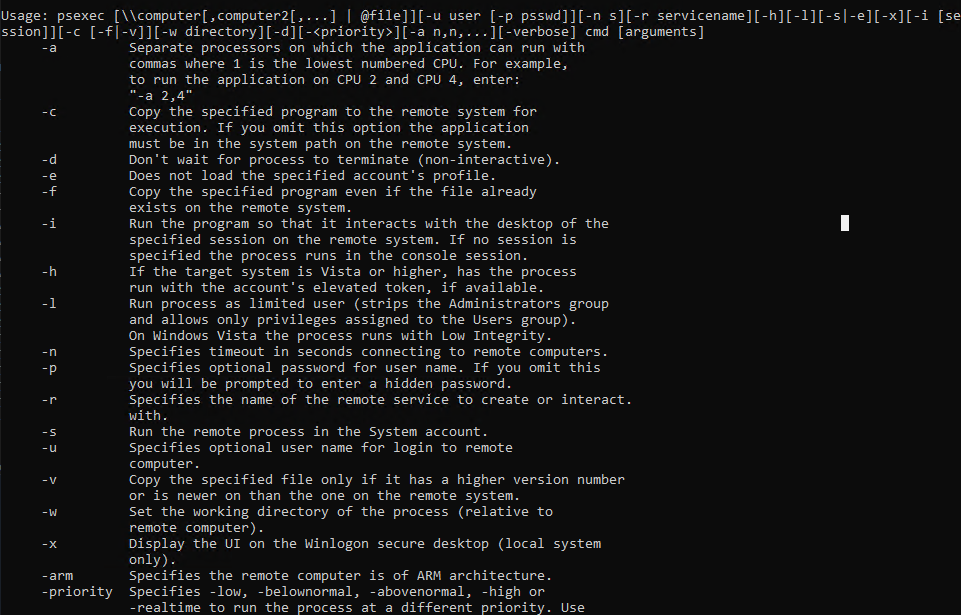 Usage: psexec [\\computer[,computer2[,...] | @file]][-u user [-p psswd]][-n s][-r servicename][-h][-l][-s|-e][-x][-i [se
ssion]][-c [-f|-v]][-w directory][-d][-<priority>][-a n,n,...][-verbose] cmd [arguments]
-a Separate processors on which the application can run with
commas where 1 is the lowest numbered CPU. For example,
to run the application on CPU 2 and CPU 4, enter:
"-a 2,4"
-c Copy the specified program to the remote system for
execution. If you omit this option the application
must be in the system path on the remote system.
-d Don't wait for process to terminate (non-interactive).
-e Does not load the specified account's profile.
-f Copy the specified program even if the file already
exists on the remote system.
-i Run the program so that it interacts with the desktop of the
specified session on the remote system. If no session is
specified the process runs in the console session.
-h If the target system is Vista or higher, has the process
run with the account's elevated token, if available.
-l Run process as limited user (strips the Administrators group
and allows only privileges assigned to the Users group).
On Windows Vista the process runs with Low Integrity.
-n Specifies timeout in seconds connecting to remote computers.
-p Specifies optional password for user name. If you omit this
you will be prompted to enter a hidden password.
-r Specifies the name of the remote service to create or interact.
with.
-s Run the remote process in the System account.
-u Specifies optional user name for login to remote
computer.
-v Copy the specified file only if it has a higher version number
or is newer on than the one on the remote system.
-w Set the working directory of the process (relative to
remote computer).
-x Display the UI on the Winlogon secure desktop (local system
only).
-arm Specifies the remote computer is of ARM architecture.
-priority Specifies -low, -belownormal, -abovenormal, -high or
-realtime to run the process at a different priority. Use